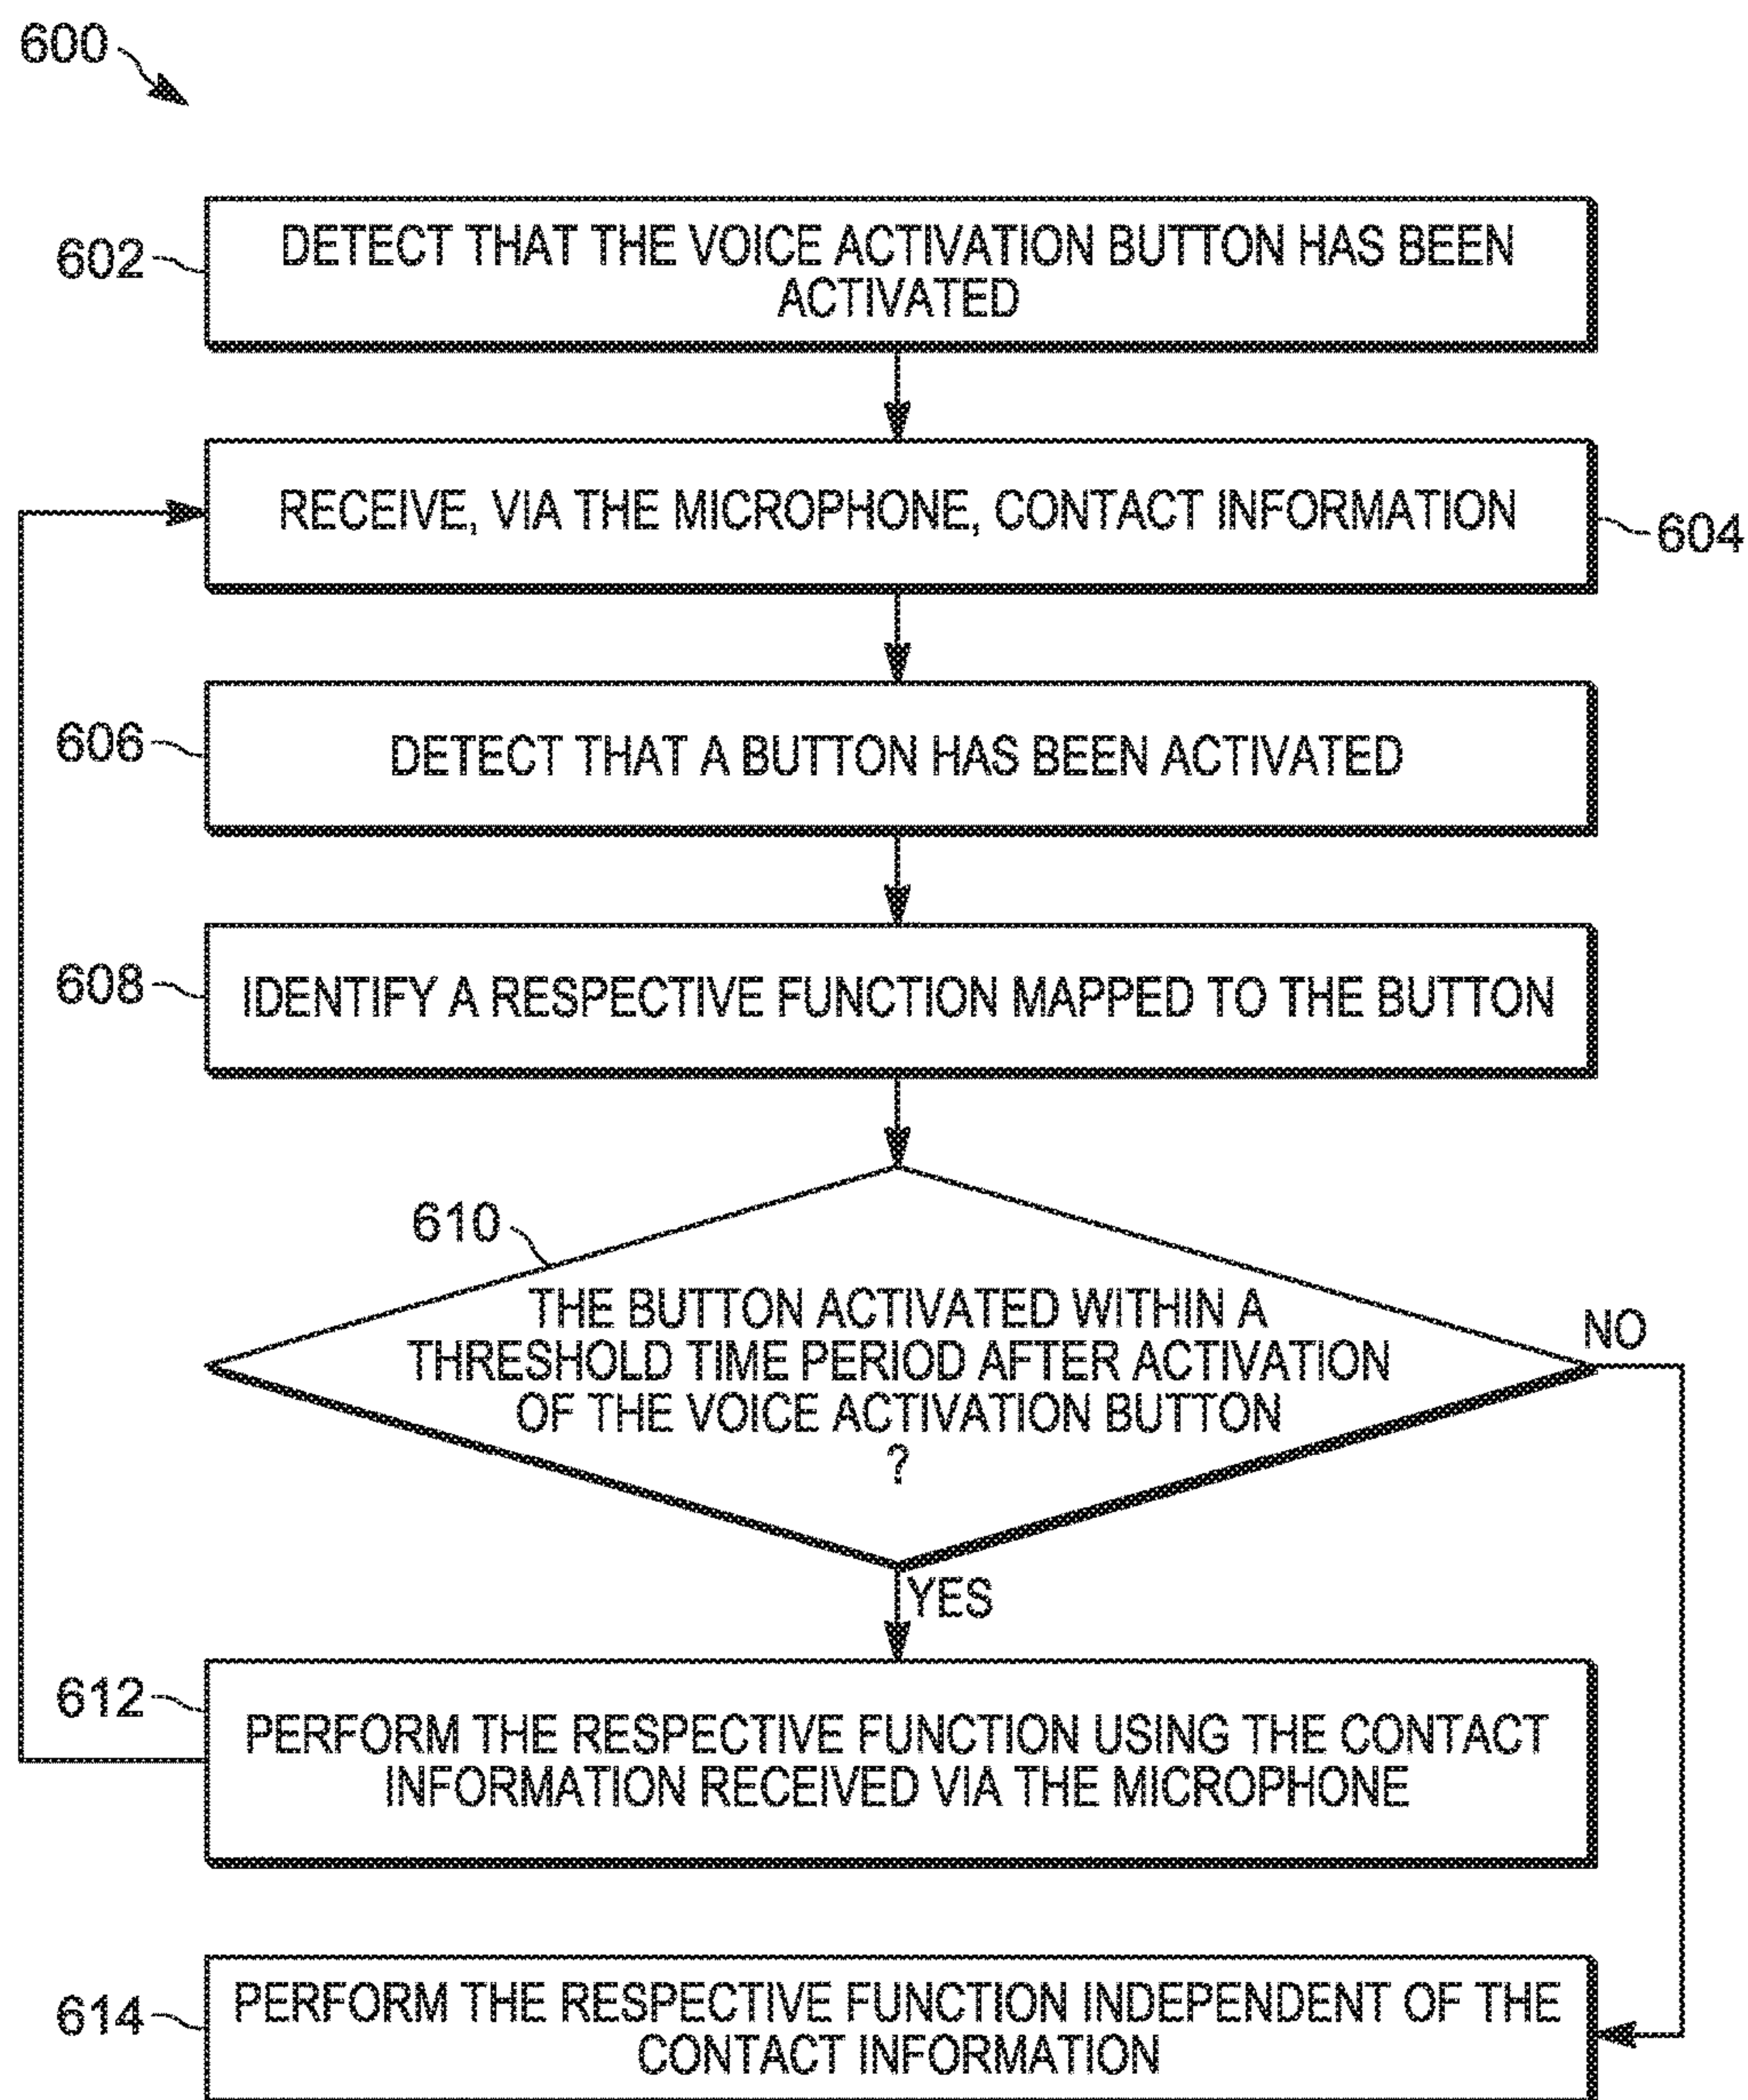 600
602
DETECT THAT THE VOICE ACTIVATION BUTTON HAS BEEN
ACTIVATED
RECEIVE, VIA THE MICROPHONE, CONTACT INFORMATION
604
606
DETECT THAT A BUTTON HAS BEEN ACTIVATED
608
IDENTIFY A RESPECTIVE FUNCTION MAPPED TO THE BUTTON
610
THE BUTTON ACTIVATED WITHIN A
THRESHOLD TIME PERIOD AFTER ACTIVATION
OF THE VOICE ACTIVATION BUTTON
?
NO
YES
612
PERFORM THE RESPECTIVE FUNCTION USING THE CONTACT
INFORMATION RECEIVED VIA THE MICROPHONE
614
PERFORM THE RESPECTIVE FUNCTION INDEPENDENT OF THE
CONTACT INFORMATION